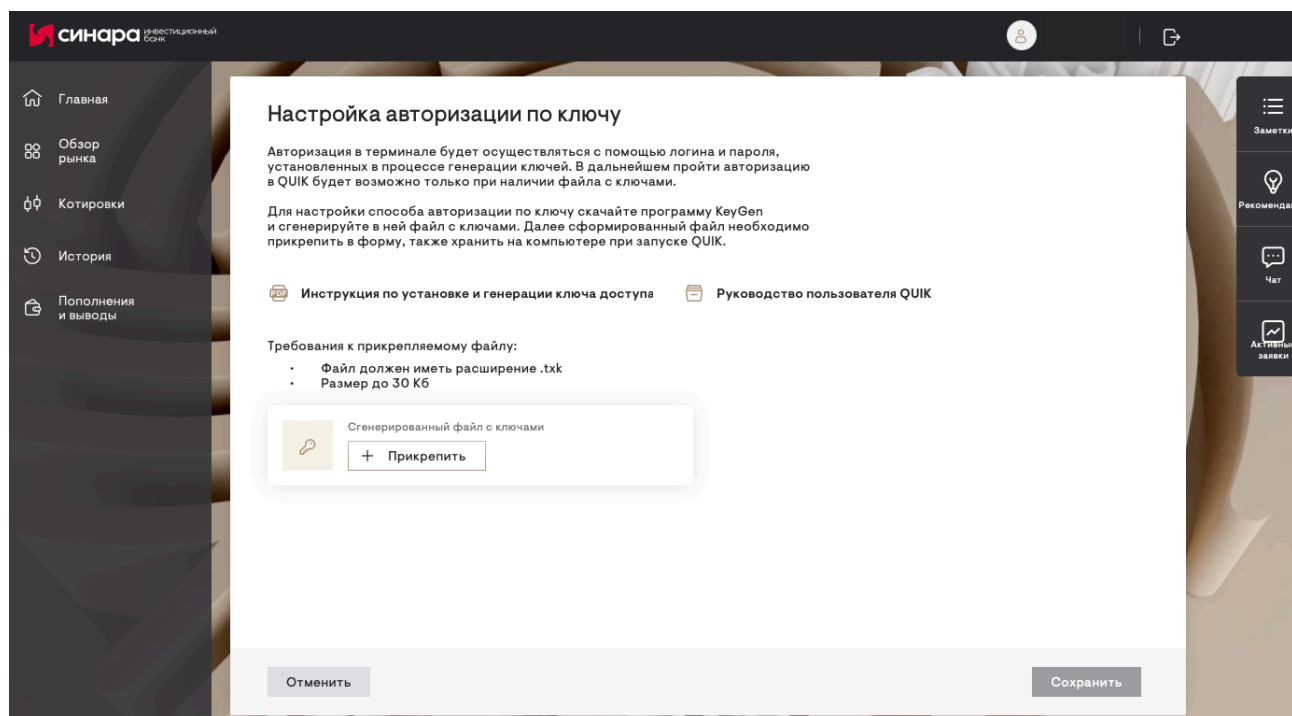 синара инвестиционный
банк
Главная
Обзор
рынка
Котировки
История
Пополнения
и выводы
Настройка авторизации по ключу
Авторизация в терминале будет осуществляться с помощью логина и пароля,
установленных в процессе генерации ключей. В дальнейшем пройти авторизацию
в QUIK будет возможно только при наличии файла с ключами.
Для настройки способа авторизации по ключу скачайте программу KeyGen
и сгенерируйте в ней файл с ключами. Далее сформированный файл необходимо
прикрепить в форму, также хранить на компьютере при запуске QUIK.
PDF Инструкция по установке и генерации ключа доступа
Руководство пользователя QUIK
Требования к прикрепляемому файлу:
· Файл должен иметь расширение .txk
· Размер до 30 Кб
Сгенерированный файл с ключами
+ Прикрепить
Отменить
Сохранить
Заметки
Рекоменда
Чат
Активные
заявки